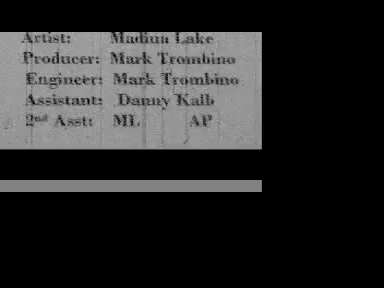 Artist: Madina Lake
Producer: Mark Trombino
Engineer: Mark Trombino
Assistant: Danny Kalb
2nd Asst: ML AP